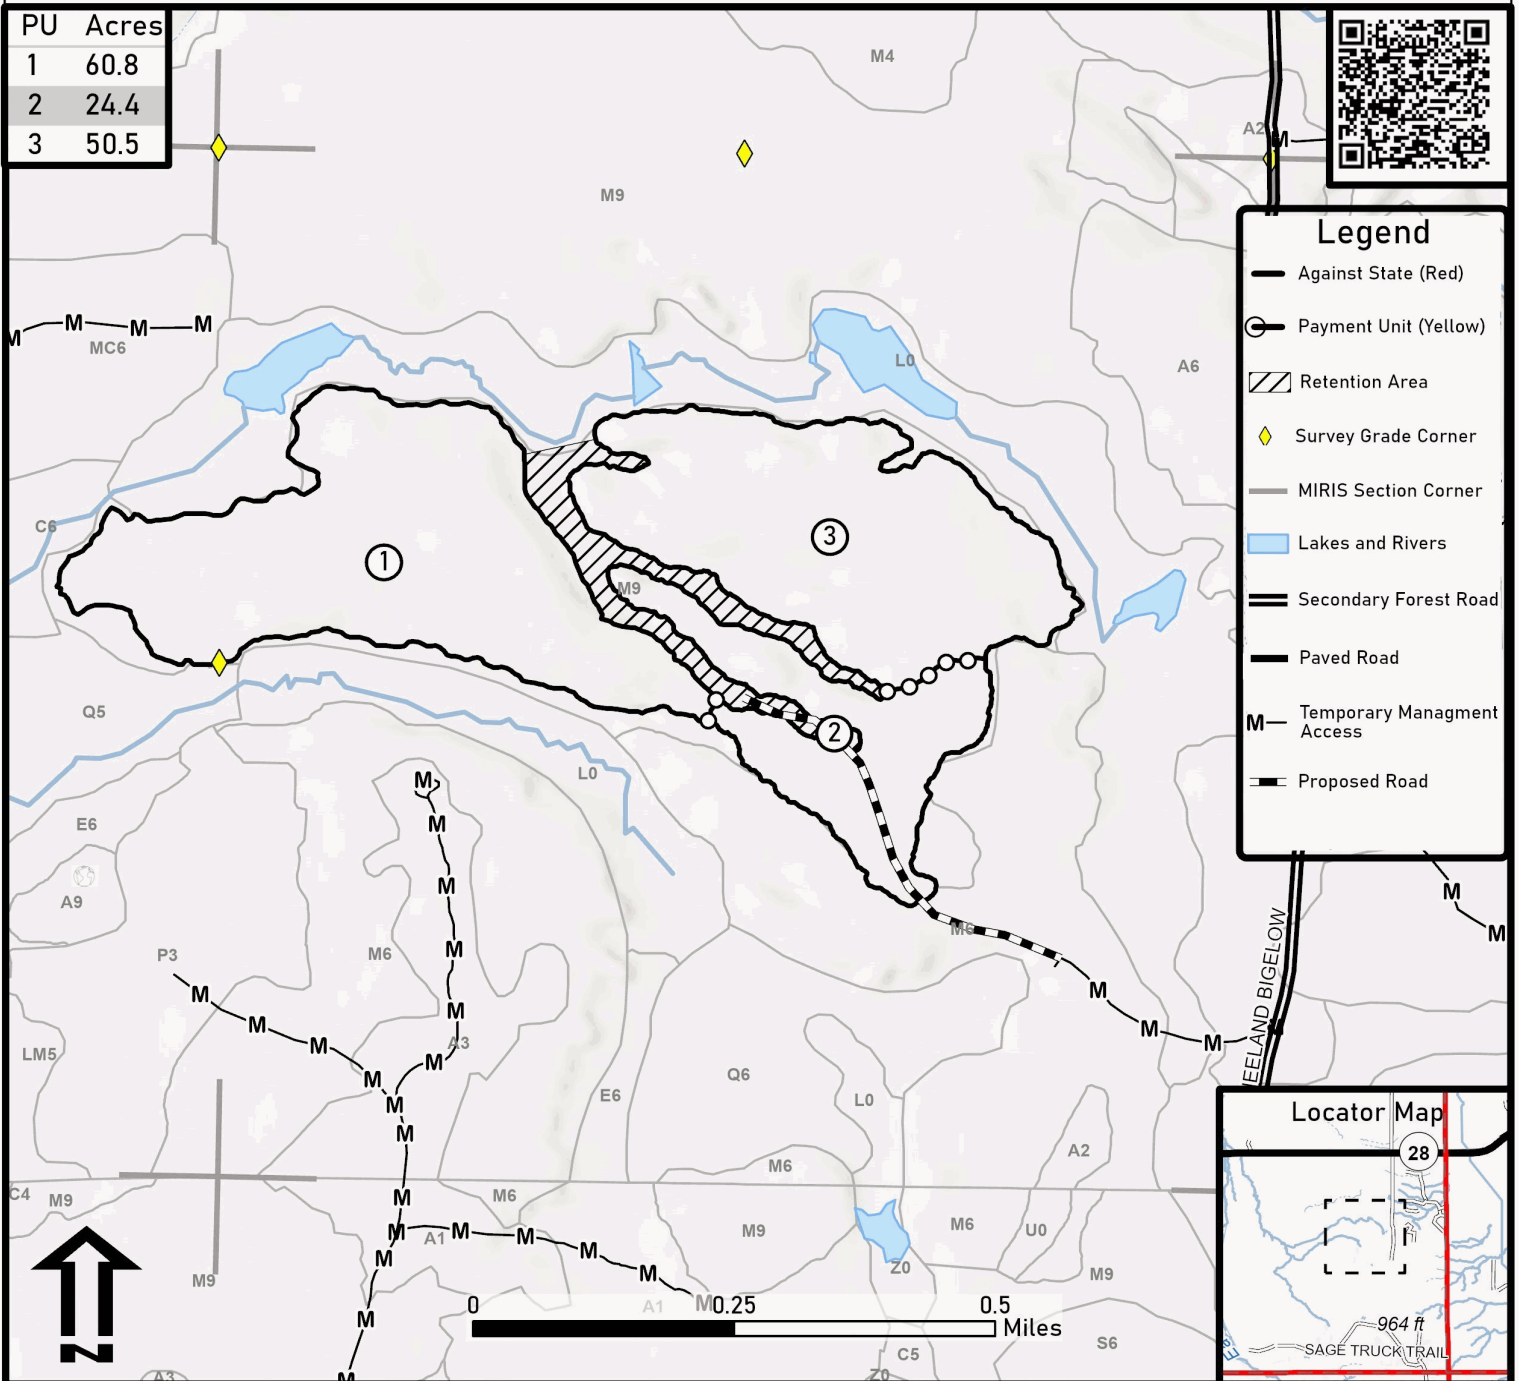 PU Acres
1 60.8
2 24.4
3 50.5
M4
A2
M
M9
Legend
Against State (Red)
Payment Unit (Yellow)
Retention Area
Survey Grade Corner
MIRIS Section Corner
Lakes and Rivers
Secondary Forest Road
Paved Road
M Temporary Managment
Access
Proposed Road
M M M M
MC6
L0
A6
C6
1
3
M9
Q5
2
L0
M
E6
M
A9
M
M
M
P3
M6
M
M6
M
M
M
M
M
M
M
M
M
HEELAND BIGELOW
LM5
A3
M
M
Q6
E6
L0
M
M
A2
M6
C4
M9
M6
M
M
A1
M
M
M
M
M
M9
M6
U0
Z0
M9
M9
A1
M
M
N
0 0.25 0.5
Miles
S6
C5
Z0
A3
M
Locator Map
28
964 ft
SAGE TRUCK TRAIL